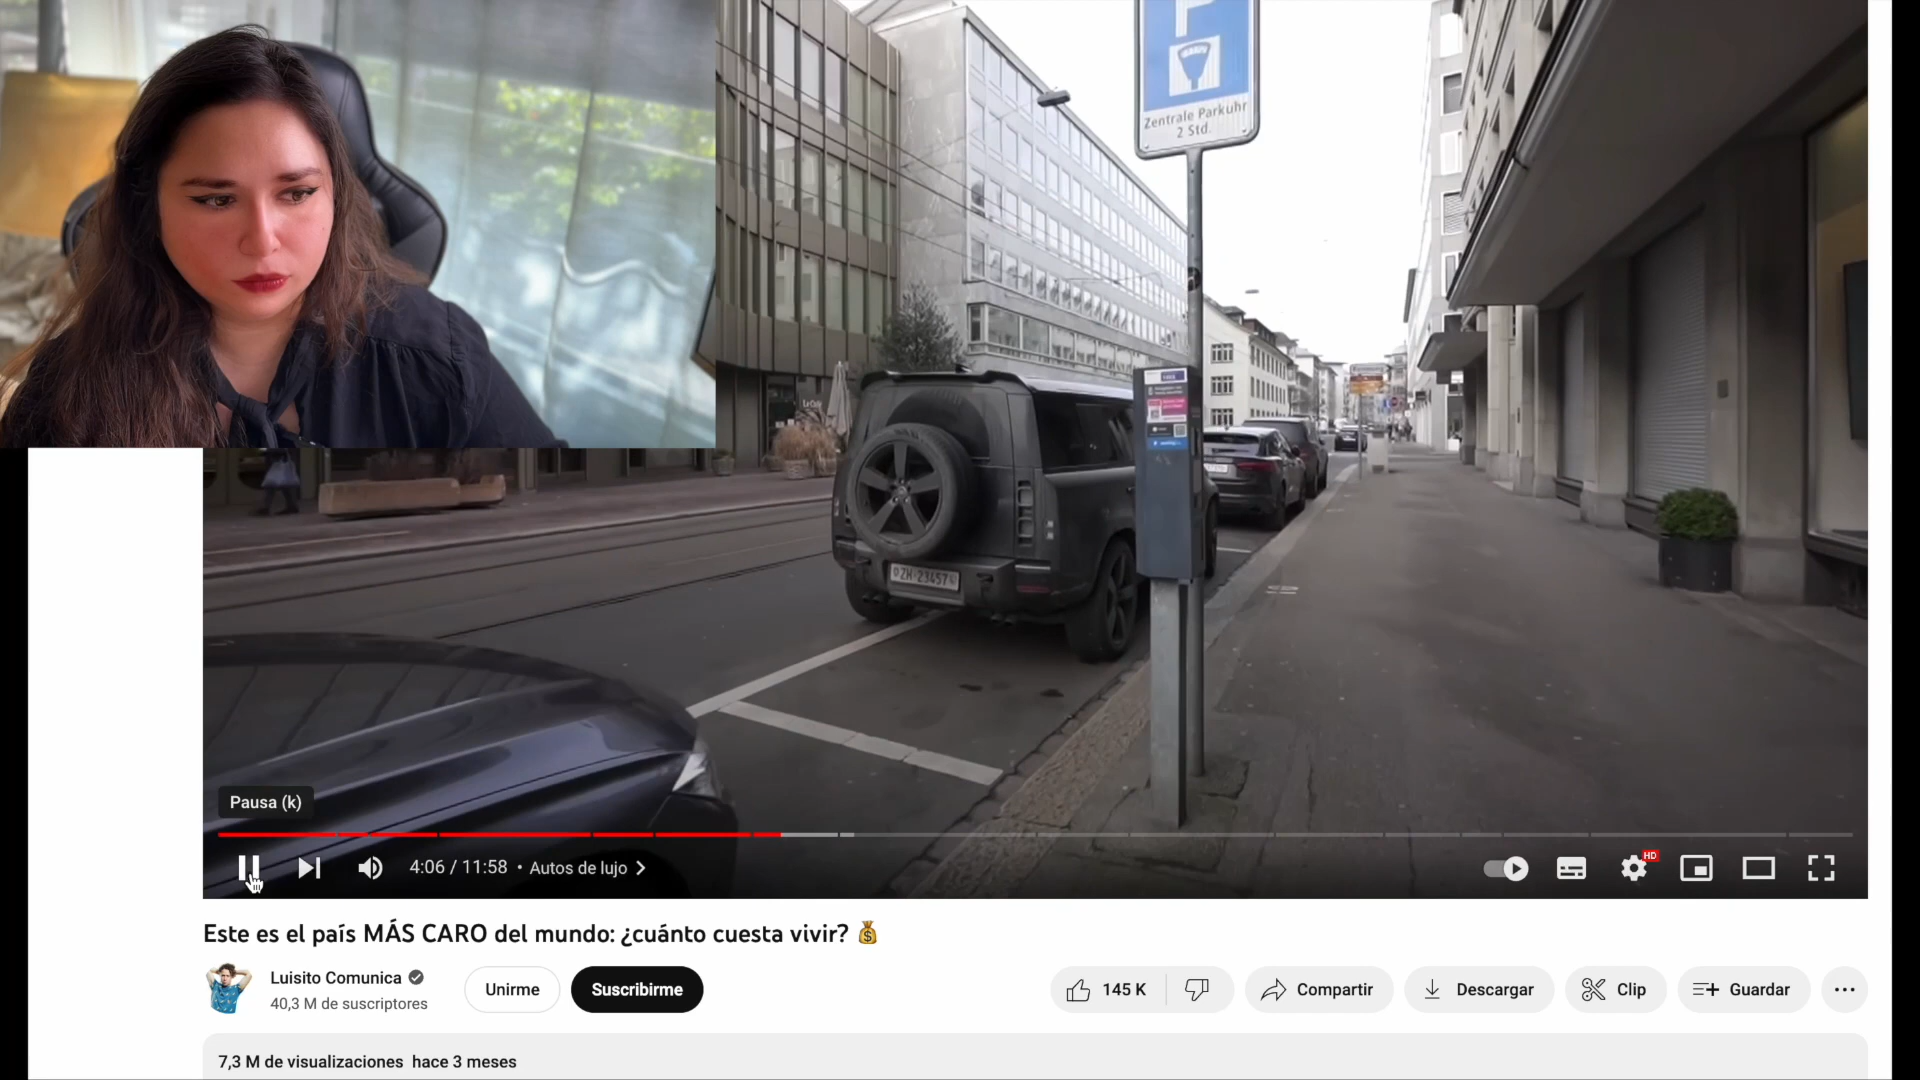 P
Zentrale Parkuhr
2 Std.
ZH·23457
Pausa (k)
4:06 / 11:58 • Autos de lujo
HD
Este es el país MÁS CARO del mundo: ¿cuánto cuesta vivir? 💰
Luisito Comunica
40,3 M de suscriptores
Unirme
Suscribirme
145 K
Compartir
Descargar
Clip
Guardar
7,3 M de visualizaciones hace 3 meses